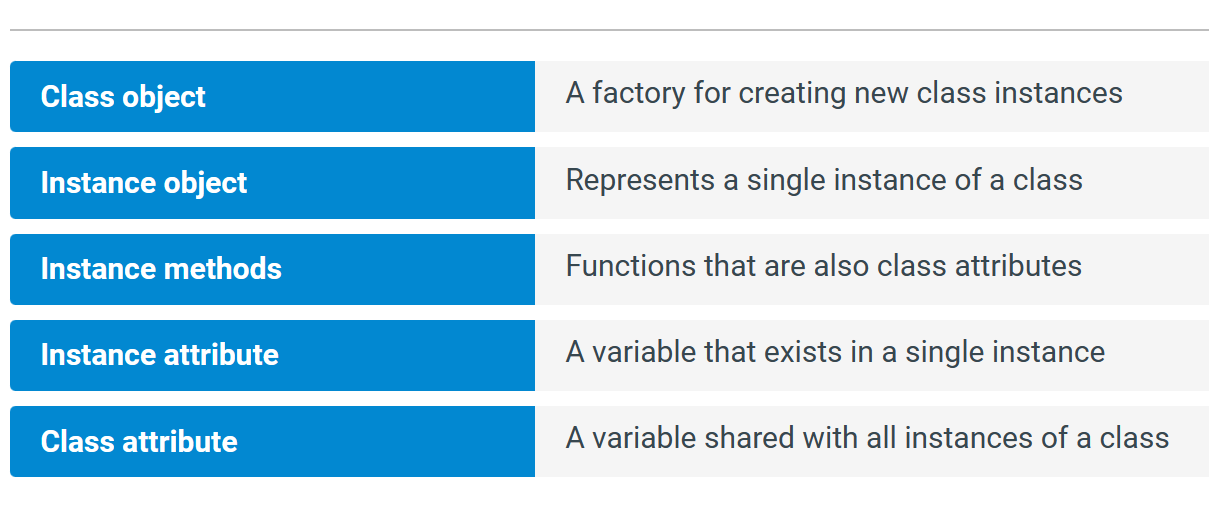 Class object
A factory for creating new class instances
Instance object
Represents a single instance of a class
Instance methods
Functions that are also class attributes
Instance attribute
A variable that exists in a single instance
Class attribute
A variable shared with all instances of a class